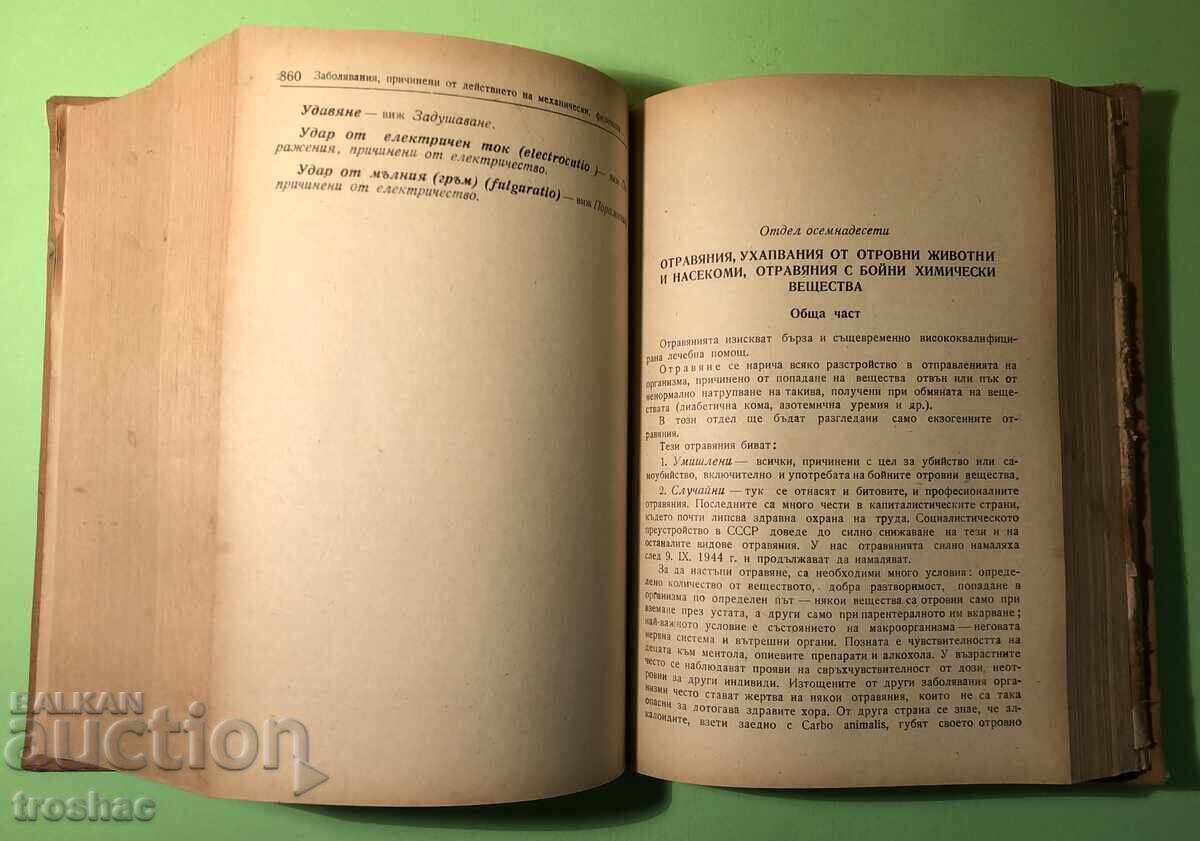 860 Заболявания, причинени от действието на механически,
Удавяне — виж Задушаване.
Удар от електричен ток (electrocutio) — виж
ражения, причинени от електричество.
Удар от мълния (гръм) (fulguratio) — виж
причинени от електричество.
Отдел осемнадесети
ОТРАВЯНИЯ, УХАПВАНИЯ ОТ ОТРОВНИ ЖИВОТНИ
И НАСЕКОМИ, ОТРАВЯНИЯ С БОЙНИ ХИМИЧЕСКИ
ВЕЩЕСТВА
Обща част
Отравянията изискват бърза и същевременно висококвалифици-
рана лечебна помощ.
Отравяне се нарича всяко разстройство в отправленията на
организма, причинено от попадане на вещества отвън или пък от
ненормално натрупване на такива, получени при обмяната на веще-
ствата (диабетична кома, азотемична уремия и др.).
В този отдел ще бъдат разгледани само екзогенните от-
равяния.
Тези отравяния биват:
1. Умишлени — всички, причинени с цел за убийство или са-
моубийство, включително и употребата на бойните отровни вещества.
2. Случайни — тук се отнасят и битовите, и професионалните
отравяния. Последните са много чести в капиталистическите страни,
където почти липсва здравна охрана на труда. Социалистическото
преустройство в СССР доведе до силно снижаване на тези и на
останалите видове отравяния. У нас отравянията силно намаляха
след 9. IX. 1944 г. и продължават да намаляват.
За да настъпи отравяне, са необходими много условия: опреде-
лено количество от веществото, добра разтворимост, попадане в
организма по определен път — някои вещества са отровни само при
вземане през устата, а други само при парентералното им вкарване;
най-важното условие е състоянието на макроорганизма — неговата
нервна система и вътрешни органи. Позната е чувствителността на
децата към ментола, опиевите препарати и алкохола. У възрастните
често се наблюдават прояви на свръхчувствителност от дози, неот-
ровни за други индивиди. Изтощените от други заболявания орга-
низми често стават жертва на някои отравяния, които не са така
опасни за дотогава здравите хора. От друга страна се знае, че ал-
калоидите, взети заедно с Carbo animalis, губят своето отровно
BALKAN
auction
troshac